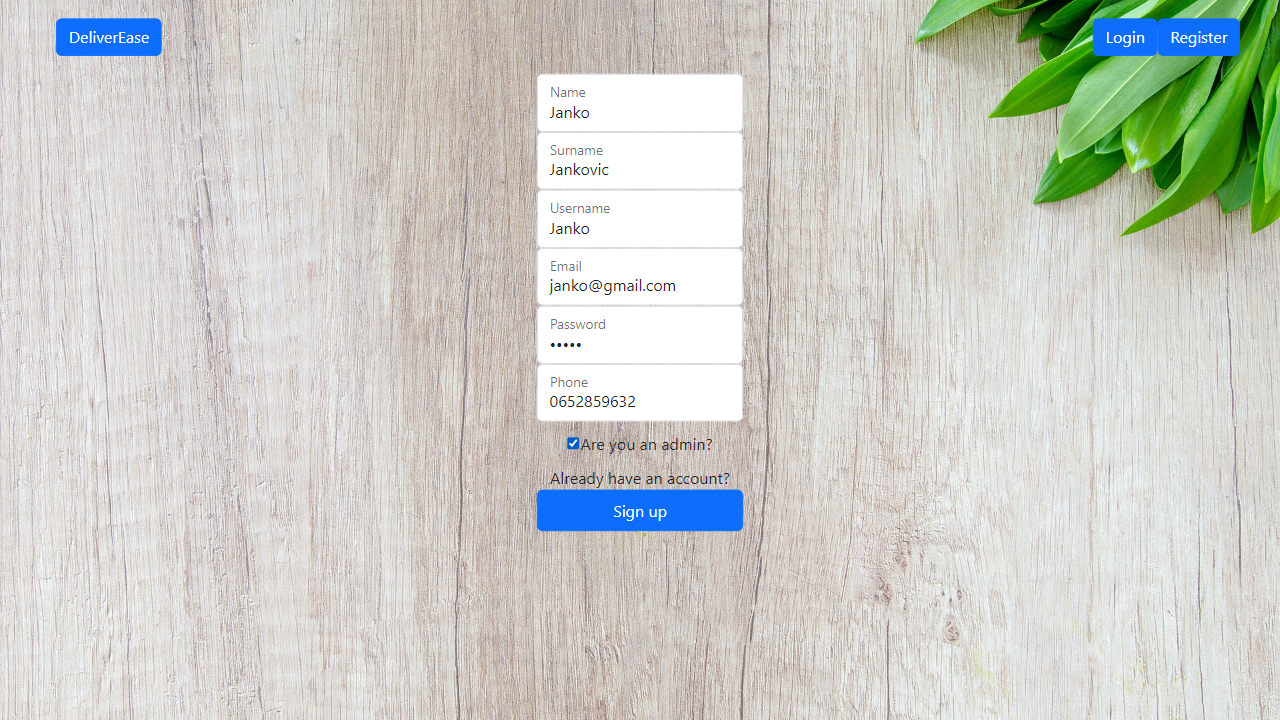 DeliverEase
Login
Register
Name
Janko
Surname
Jankovic
Username
Janko
Email
janko@gmail.com
Password
•••••
Phone
0652859632
Are you an admin?
Already have an account?
Sign up